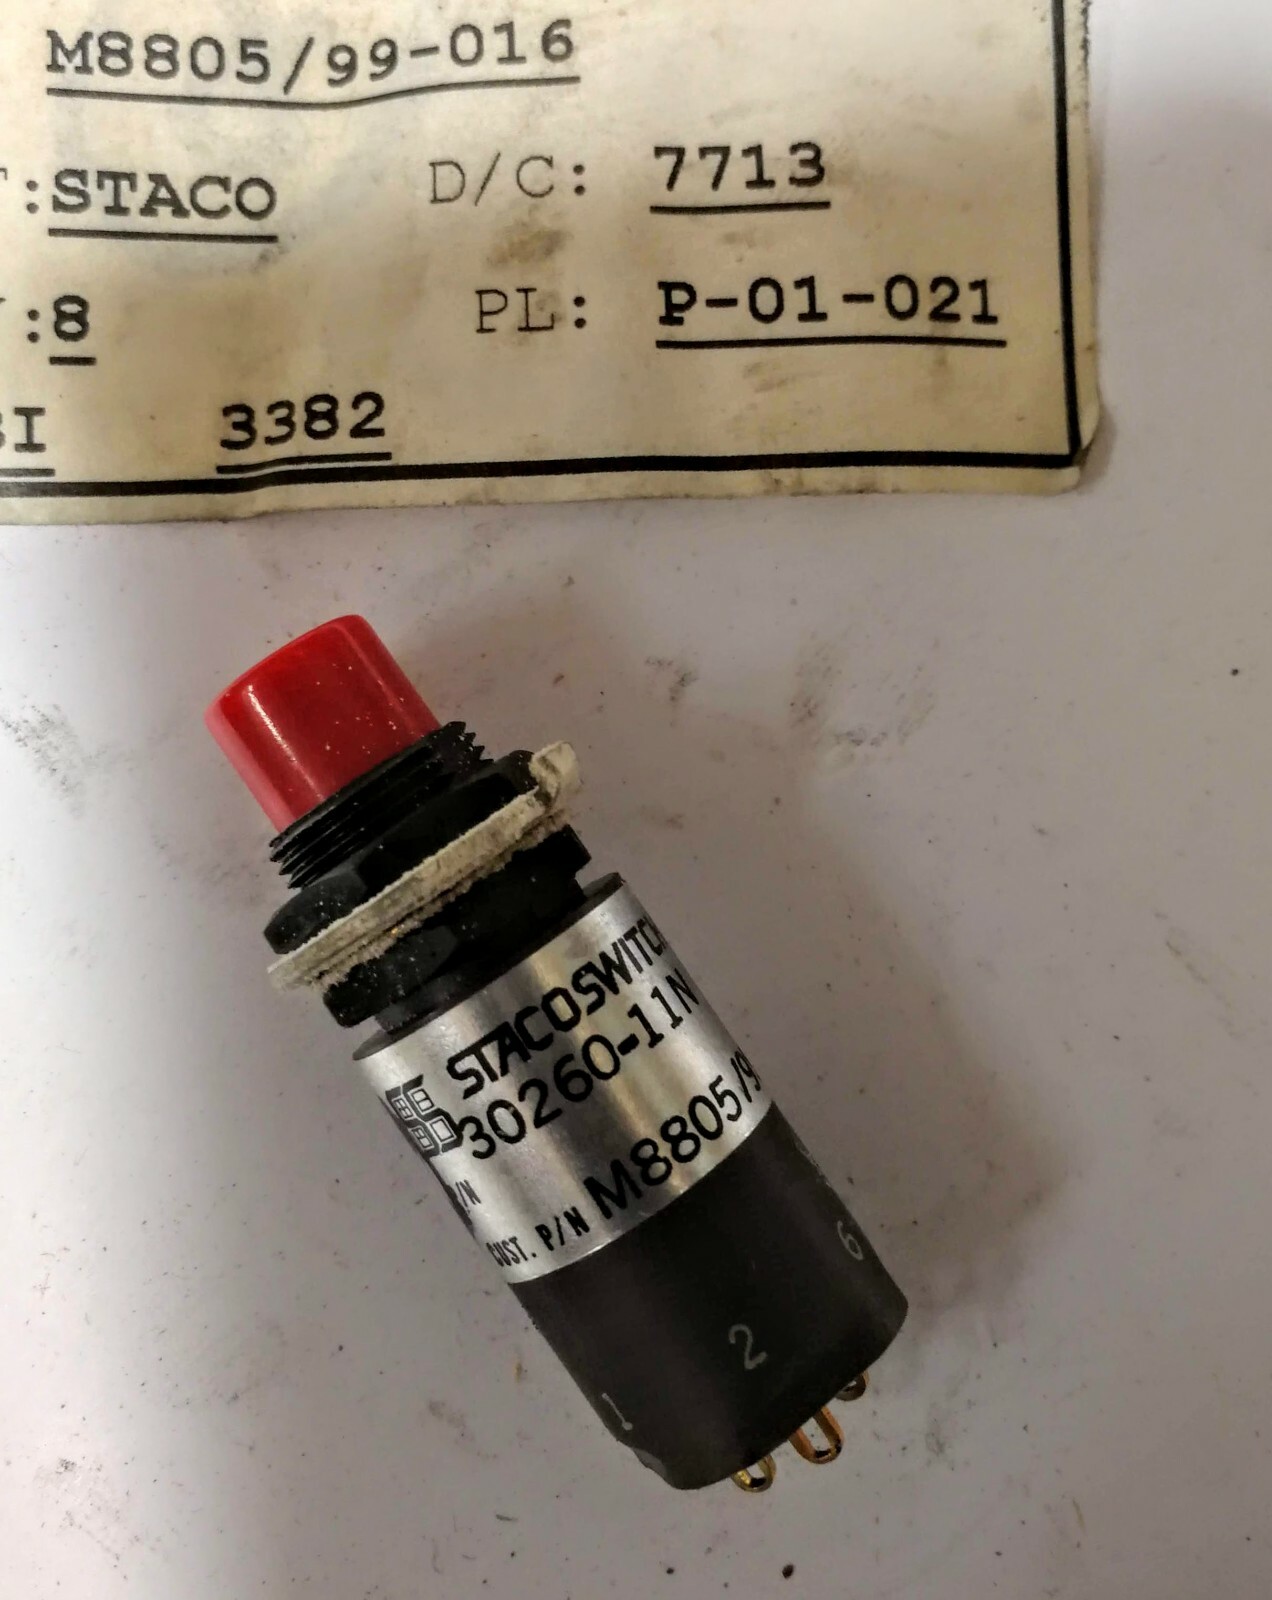 M8805/99-016
:STACO D/C: 7713
:8 PL: P-01-021
I 3382
STACOSWITCH
30260-11N
/N
CUST. P/N M8805/9
6
2
1